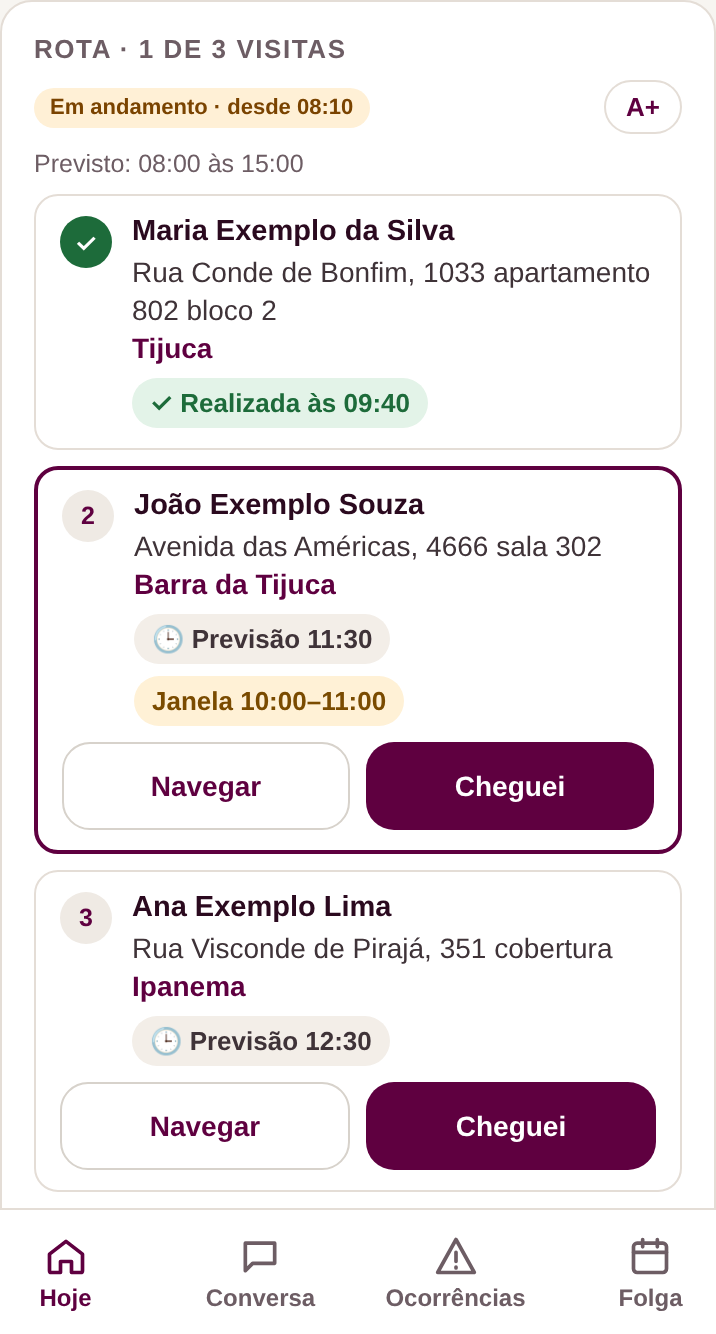 ROTA · 1 DE 3 VISITAS
Em andamento · desde 08:10
A+
Previsto: 08:00 às 15:00
Maria Exemplo da Silva
Rua Conde de Bonfim, 1033 apartamento
802 bloco 2
Tijuca
✓ Realizada às 09:40
2
João Exemplo Souza
Avenida das Américas, 4666 sala 302
Barra da Tijuca
🕒 Previsão 11:30
Janela 10:00–11:00
Navegar
Cheguei
3
Ana Exemplo Lima
Rua Visconde de Pirajá, 351 cobertura
Ipanema
🕒 Previsão 12:30
Navegar
Cheguei
Hoje
Conversa
Ocorrências
Folga